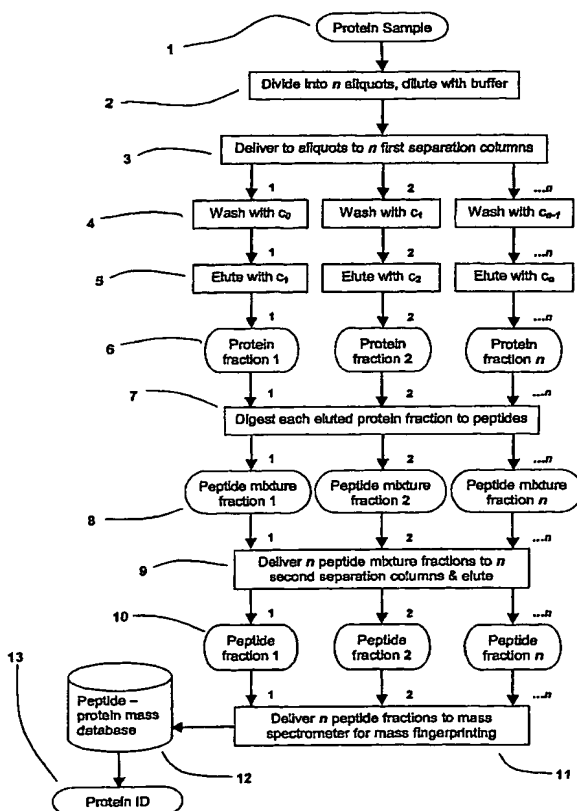 Protein Sample
1
Divide into n aliquots, dilute with buffer
2
Deliver to aliquots to n first separation columns
3
1
2
...n
Wash with c0
Wash with c1
Wash with cn-1
4
1
2
...n
Elute with c1
Elute with c2
Elute with cn
5
1
2
...n
Protein
fraction 1
Protein
fraction 2
Protein
fraction n
6
1
2
...n
7
Digest each eluted protein fraction to peptides
1
2
...n
Peptide mixture
fraction 1
Peptide mixture
fraction 2
Peptide mixture
fraction n
8
1
2
...n
Deliver n peptide mixture fractions to n
second separation columns & elute
9
1
2
...n
10
Peptide
fraction 1
Peptide
fraction 2
Peptide
fraction n
13
1
2
...n
Peptide –
protein mass
database
Deliver n peptide fractions to mass
spectrometer for mass fingerprinting
12
11
Protein ID